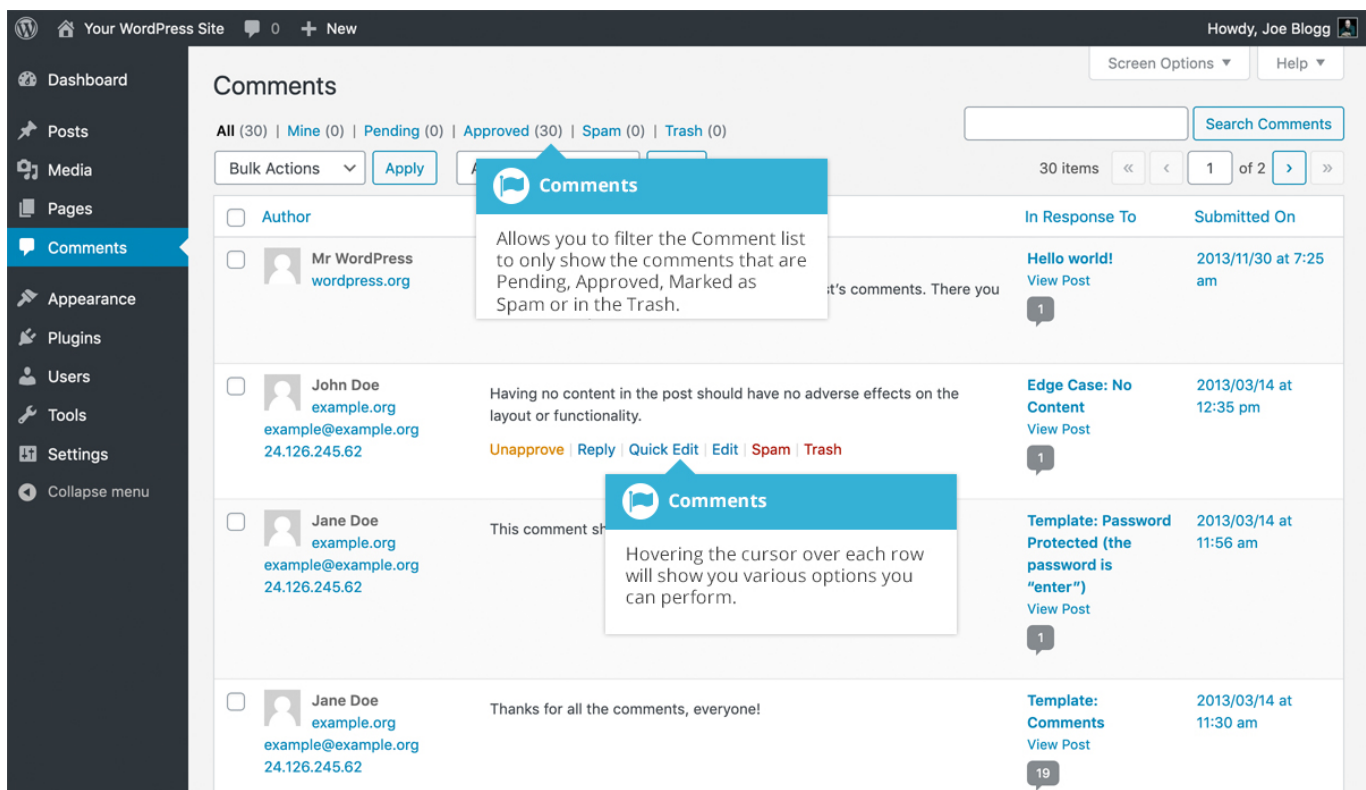 Your WordPress Site 0 + New Howdy, Joe Blogg
Dashboard
Posts
Media
Pages
Comments
Appearance
Plugins
Users
Tools
Settings
Collapse menu
Screen Options ▼ Help ▼
Comments
All (30) | Mine (0) | Pending (0) | Approved (30) | Spam (0) | Trash (0)
Search Comments
Bulk Actions Apply
30 items « ‹ 1 of 2 › »
Comments
Allows you to filter the Comment list
to only show the comments that are
Pending, Approved, Marked as
Spam or in the Trash.
Author In Response To Submitted On
Mr WordPress
wordpress.org
comments. There you
Hello world!
View Post
1
2013/11/30 at 7:25
am
John Doe
example.org
example@example.org
24.126.245.62
Having no content in the post should have no adverse effects on the
layout or functionality.
Unapprove | Reply | Quick Edit | Edit | Spam | Trash
Edge Case: No
Content
View Post
1
2013/03/14 at
12:35 pm
Comments
Hovering the cursor over each row
will show you various options you
can perform.
Jane Doe
example.org
example@example.org
24.126.245.62
This comment
Template: Password
Protected (the
password is
“enter”)
View Post
1
2013/03/14 at
11:56 am
Jane Doe
example.org
example@example.org
24.126.245.62
Thanks for all the comments, everyone!
Template:
Comments
View Post
19
2013/03/14 at
11:30 am